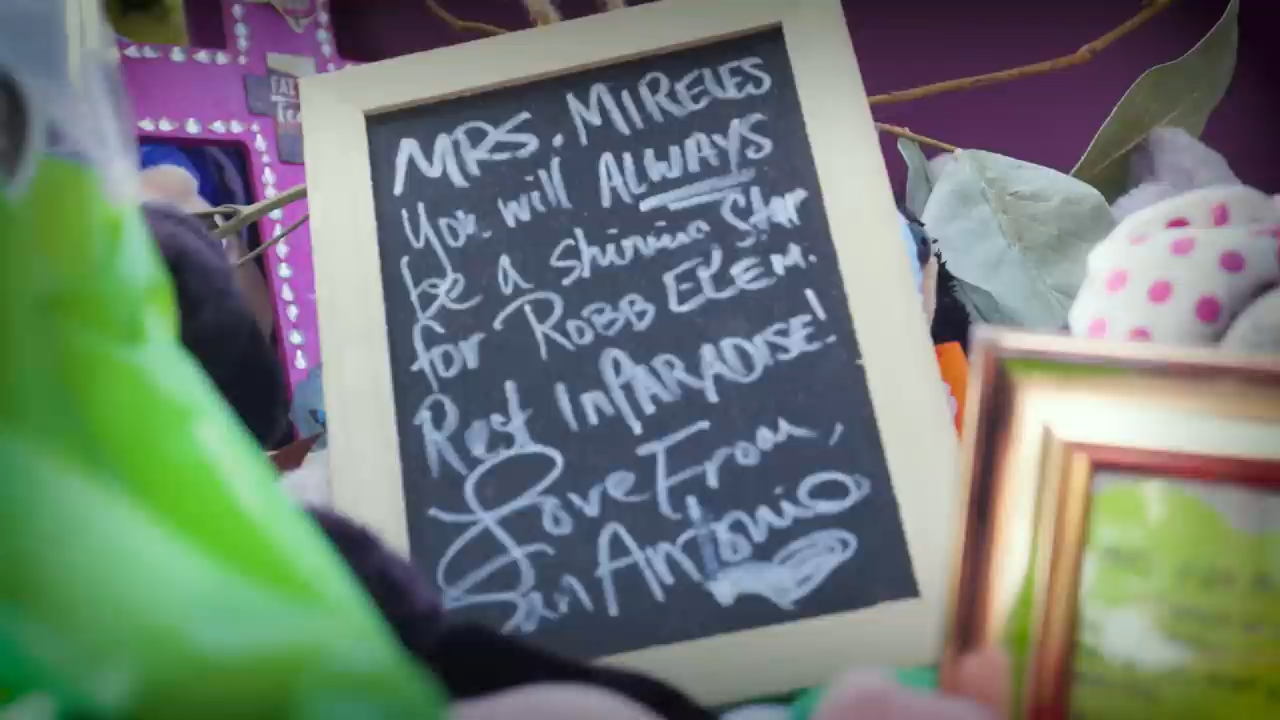 MRS. MIRELES
You will ALWAYS
be a shining Star
for ROBB ELEM.
Rest In PARADISE!
Love From,
San Antonio